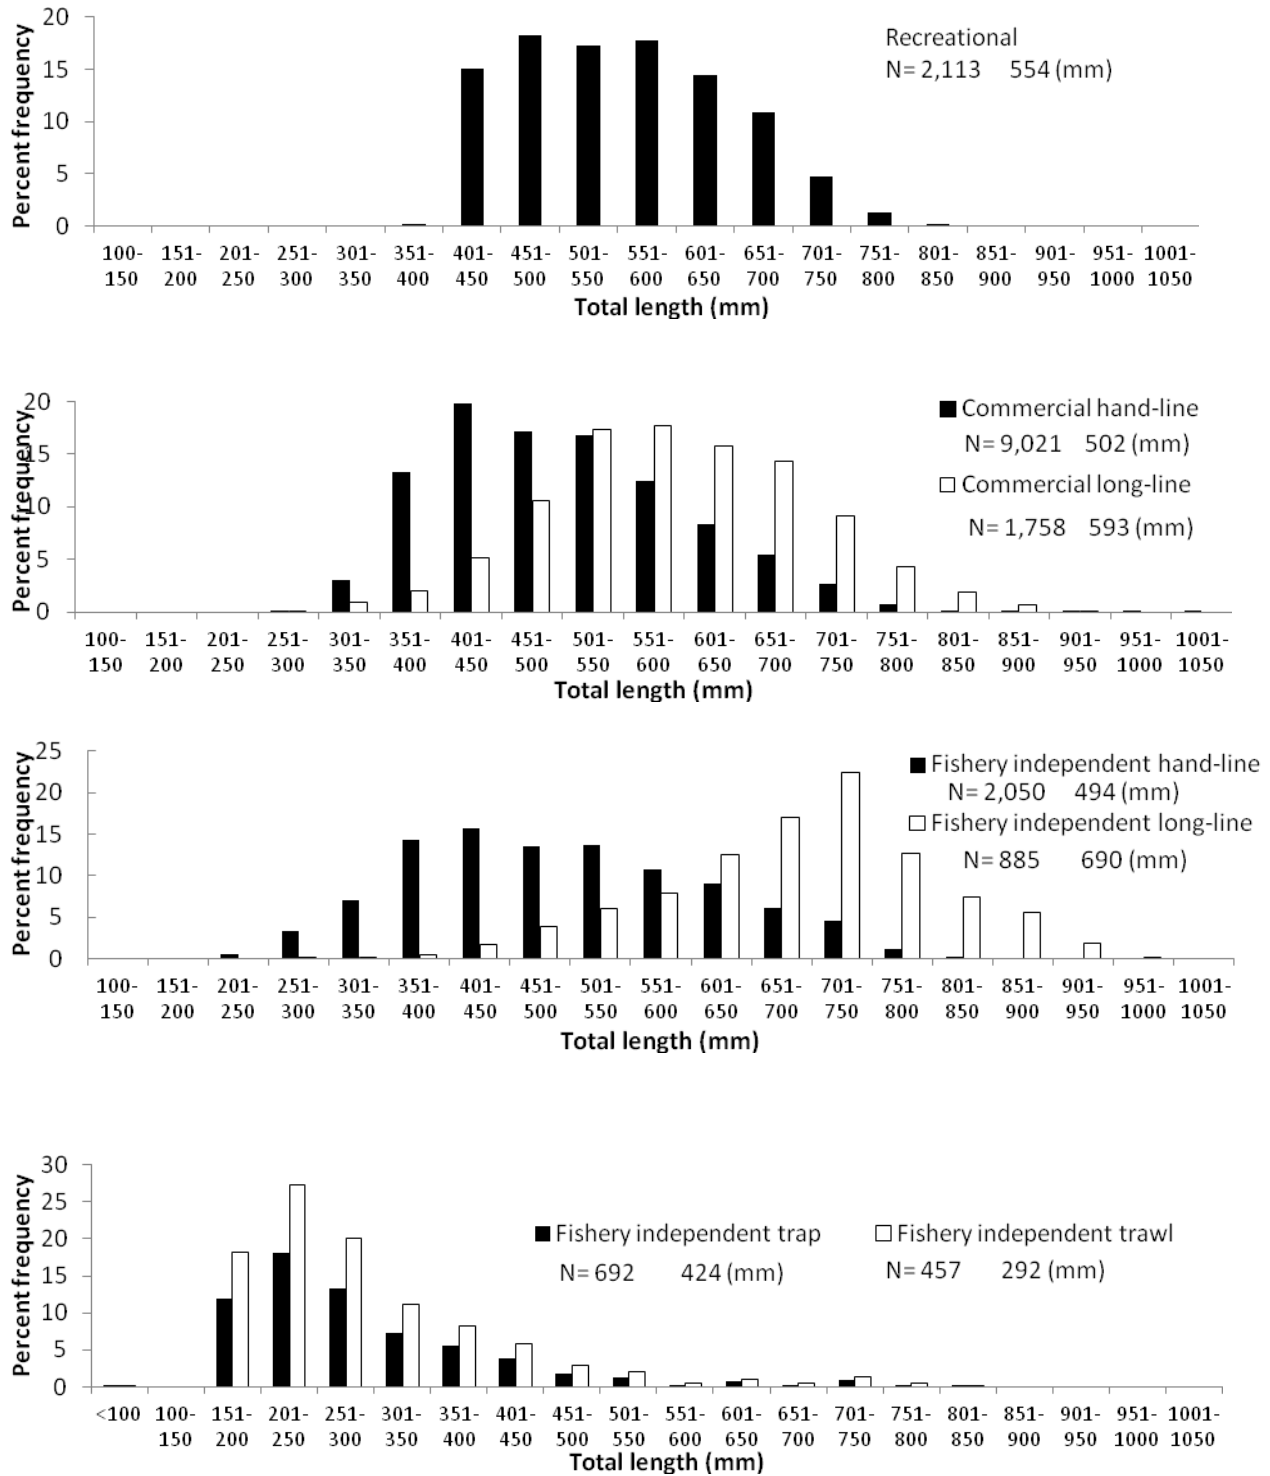 20
15
10
5
0
Percent frequency
Recreational
N= 2,113 554 (mm)
100-150 151-200 201-250 251-300 301-350 351-400 401-450 451-500 501-550 551-600 601-650 651-700 701-750 751-800 801-850 851-900 901-950 951-1000 1001-1050
Total length (mm)
20
15
10
5
0
Percent frequency
Commercial hand-line
N= 9,021 502 (mm)
Commercial long-line
N= 1,758 593 (mm)
100-150 151-200 201-250 251-300 301-350 351-400 401-450 451-500 501-550 551-600 601-650 651-700 701-750 751-800 801-850 851-900 901-950 951-1000 1001-1050
Total length (mm)
25
20
15
10
5
0
Percent frequency
Fishery independent hand-line
N= 2,050 494 (mm)
Fishery independent long-line
N= 885 690 (mm)
100-150 151-200 201-250 251-300 301-350 351-400 401-450 451-500 501-550 551-600 601-650 651-700 701-750 751-800 801-850 851-900 901-950 951-1000 1001-1050
Total length (mm)
30
25
20
15
10
5
0
Percent frequency
Fishery independent trap Fishery independent trawl
N= 692 424 (mm) N= 457 292 (mm)
<100 100-150 151-200 201-250 251-300 301-350 351-400 401-450 451-500 501-550 551-600 601-650 651-700 701-750 751-800 801-850 851-900 901-950 951-1000 1001-1050
Total length (mm)